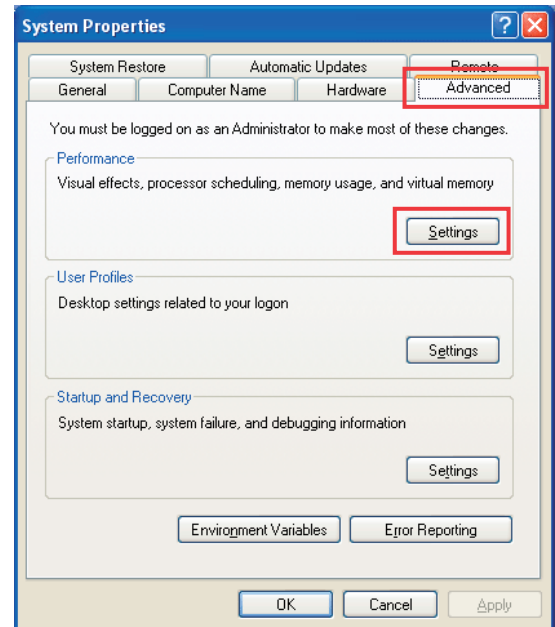 System Properties
System Restore Automatic Updates Remote
General Computer Name Hardware Advanced
You must be logged on as an Administrator to make most of these changes.
Performance
Visual effects, processor scheduling, memory usage, and virtual memory
Settings
User Profiles
Desktop settings related to your logon
Settings
Startup and Recovery
System startup, system failure, and debugging information
Settings
Environment Variables Error Reporting
OK Cancel Apply